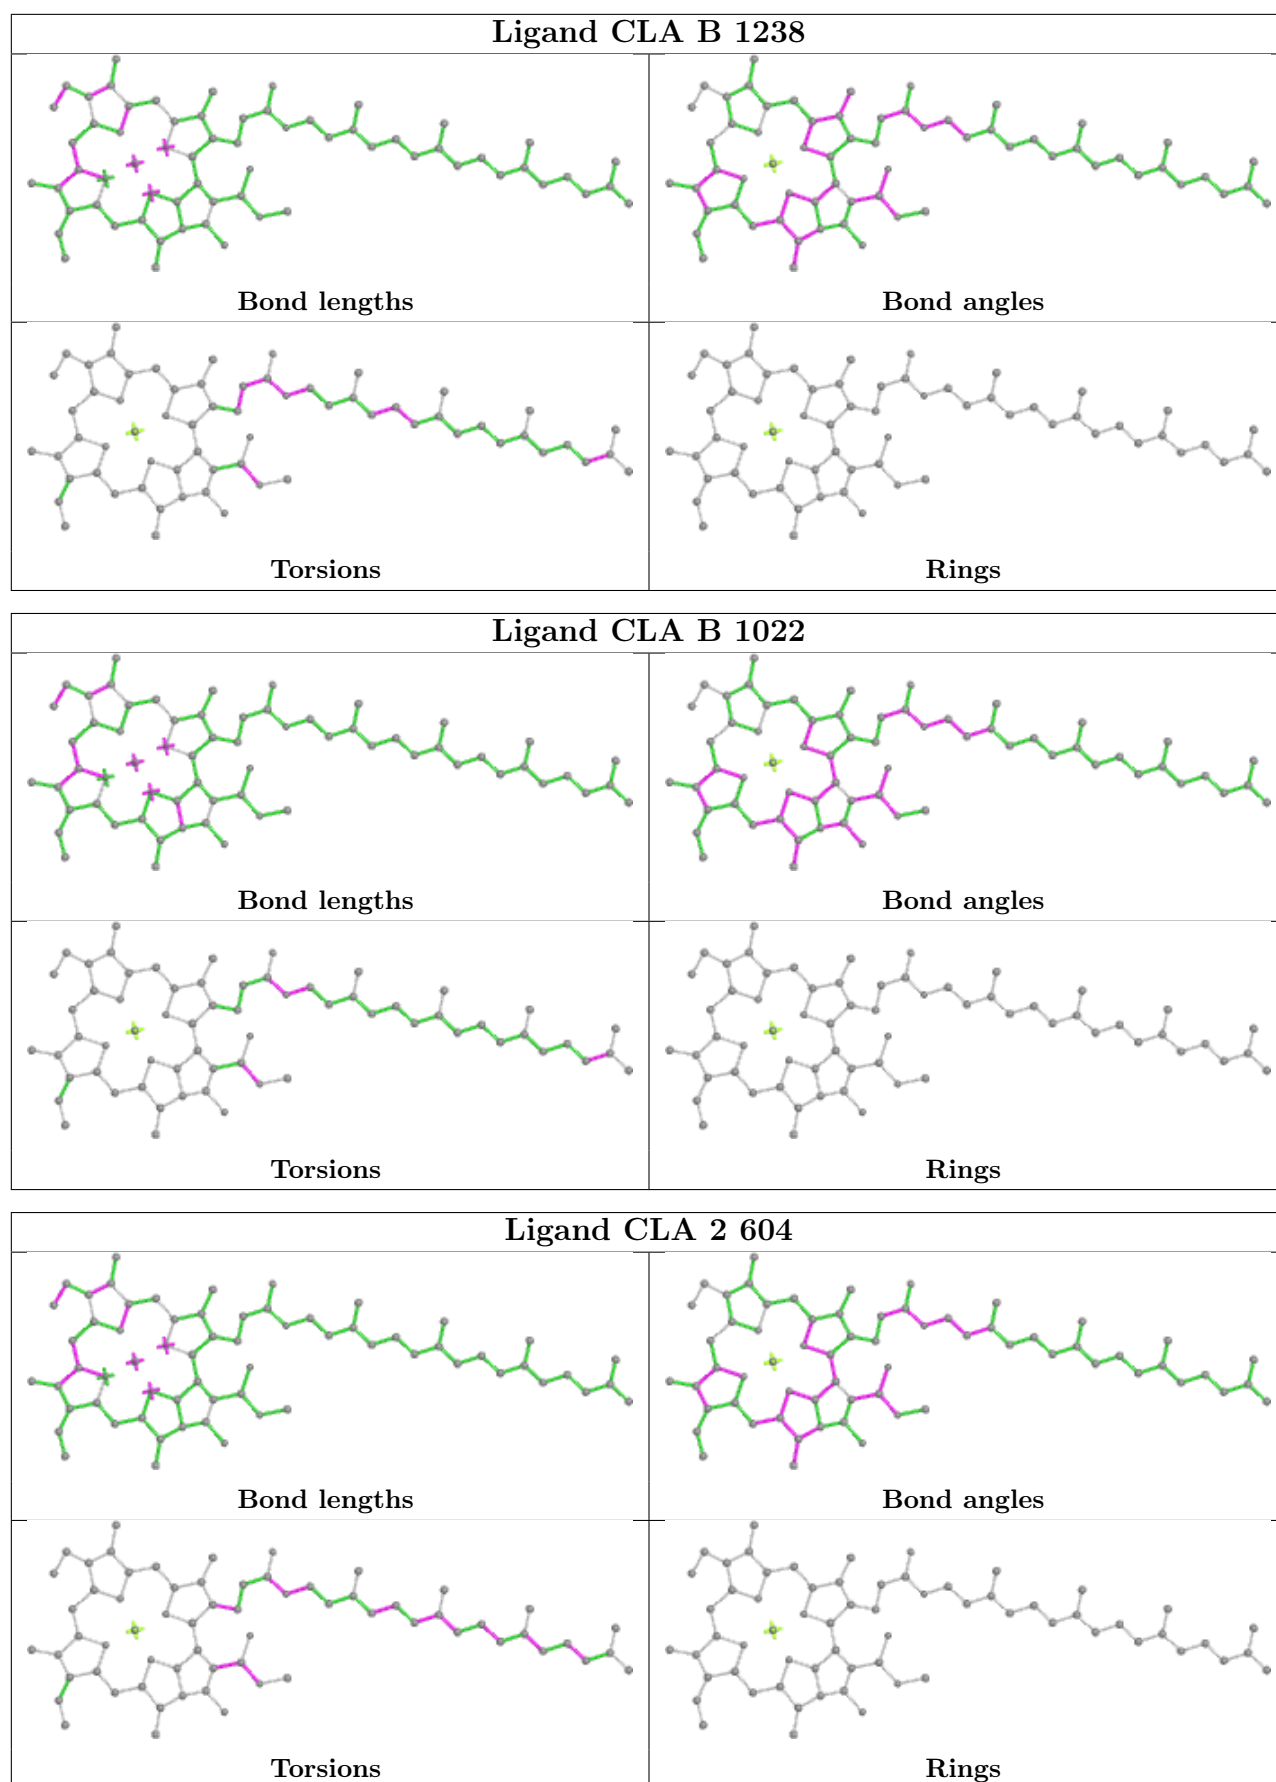 Ligand CLA B 1238
Bond lengths
Bond angles
Torsions
Rings
Ligand CLA B 1022
Bond lengths
Bond angles
Torsions
Rings
Ligand CLA 2 604
Bond lengths
Bond angles
Torsions
Rings